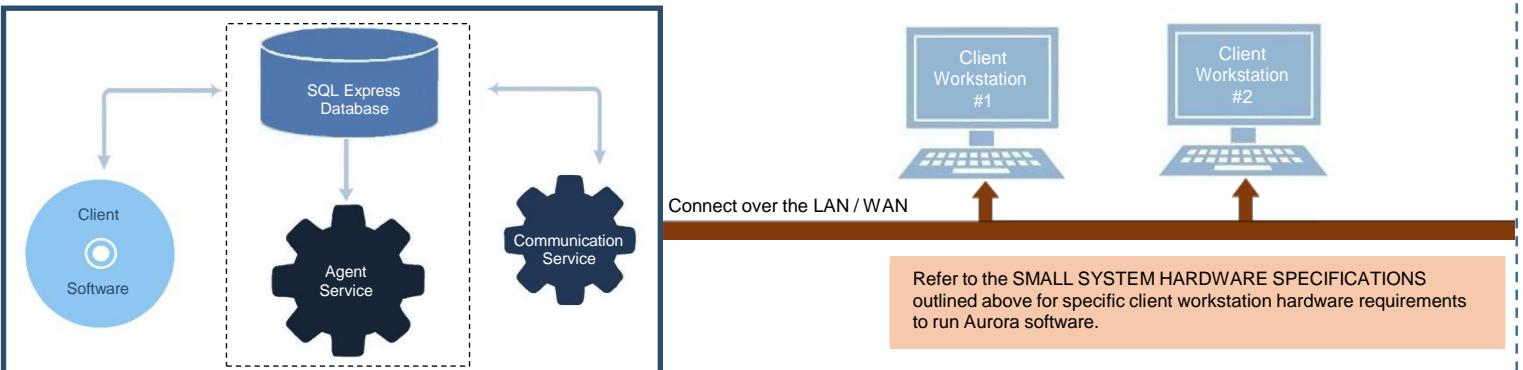 SQL Express
Database
Client
Software
Agent
Service
Communication
Service
Connect over the LAN / WAN
Client
Workstation
#1
Client
Workstation
#2
Refer to the SMALL SYSTEM HARDWARE SPECIFICATIONS
outlined above for specific client workstation hardware requirements
to run Aurora software.